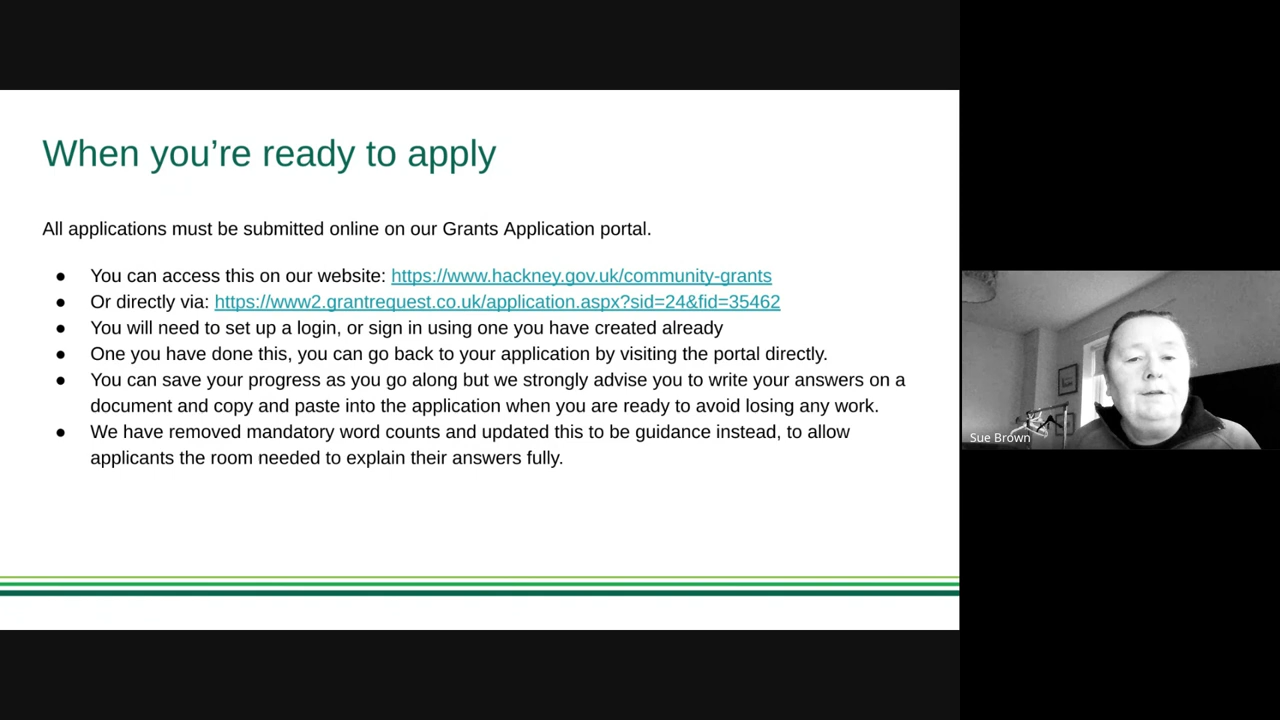 When you’re ready to apply
All applications must be submitted online on our Grants Application portal.
● You can access this on our website: https://www.hackney.gov.uk/community-grants
● Or directly via: https://www2.grantrequest.co.uk/application.aspx?sid=24&fid=35462
● You will need to set up a login, or sign in using one you have created already
● One you have done this, you can go back to your application by visiting the portal directly.
● You can save your progress as you go along but we strongly advise you to write your answers on a
document and copy and paste into the application when you are ready to avoid losing any work.
● We have removed mandatory word counts and updated this to be guidance instead, to allow
applicants the room needed to explain their answers fully.
Sue Brown